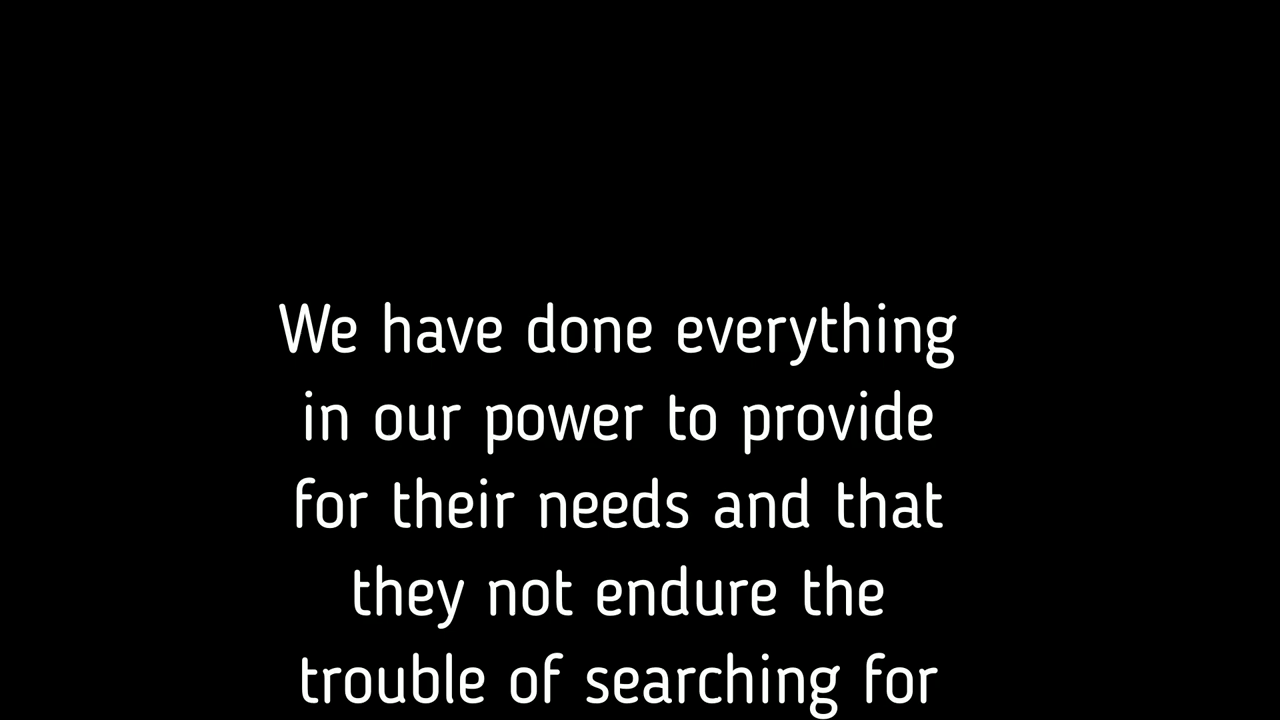 We have done everything
in our power to provide
for their needs and that
they not endure the
trouble of searching for